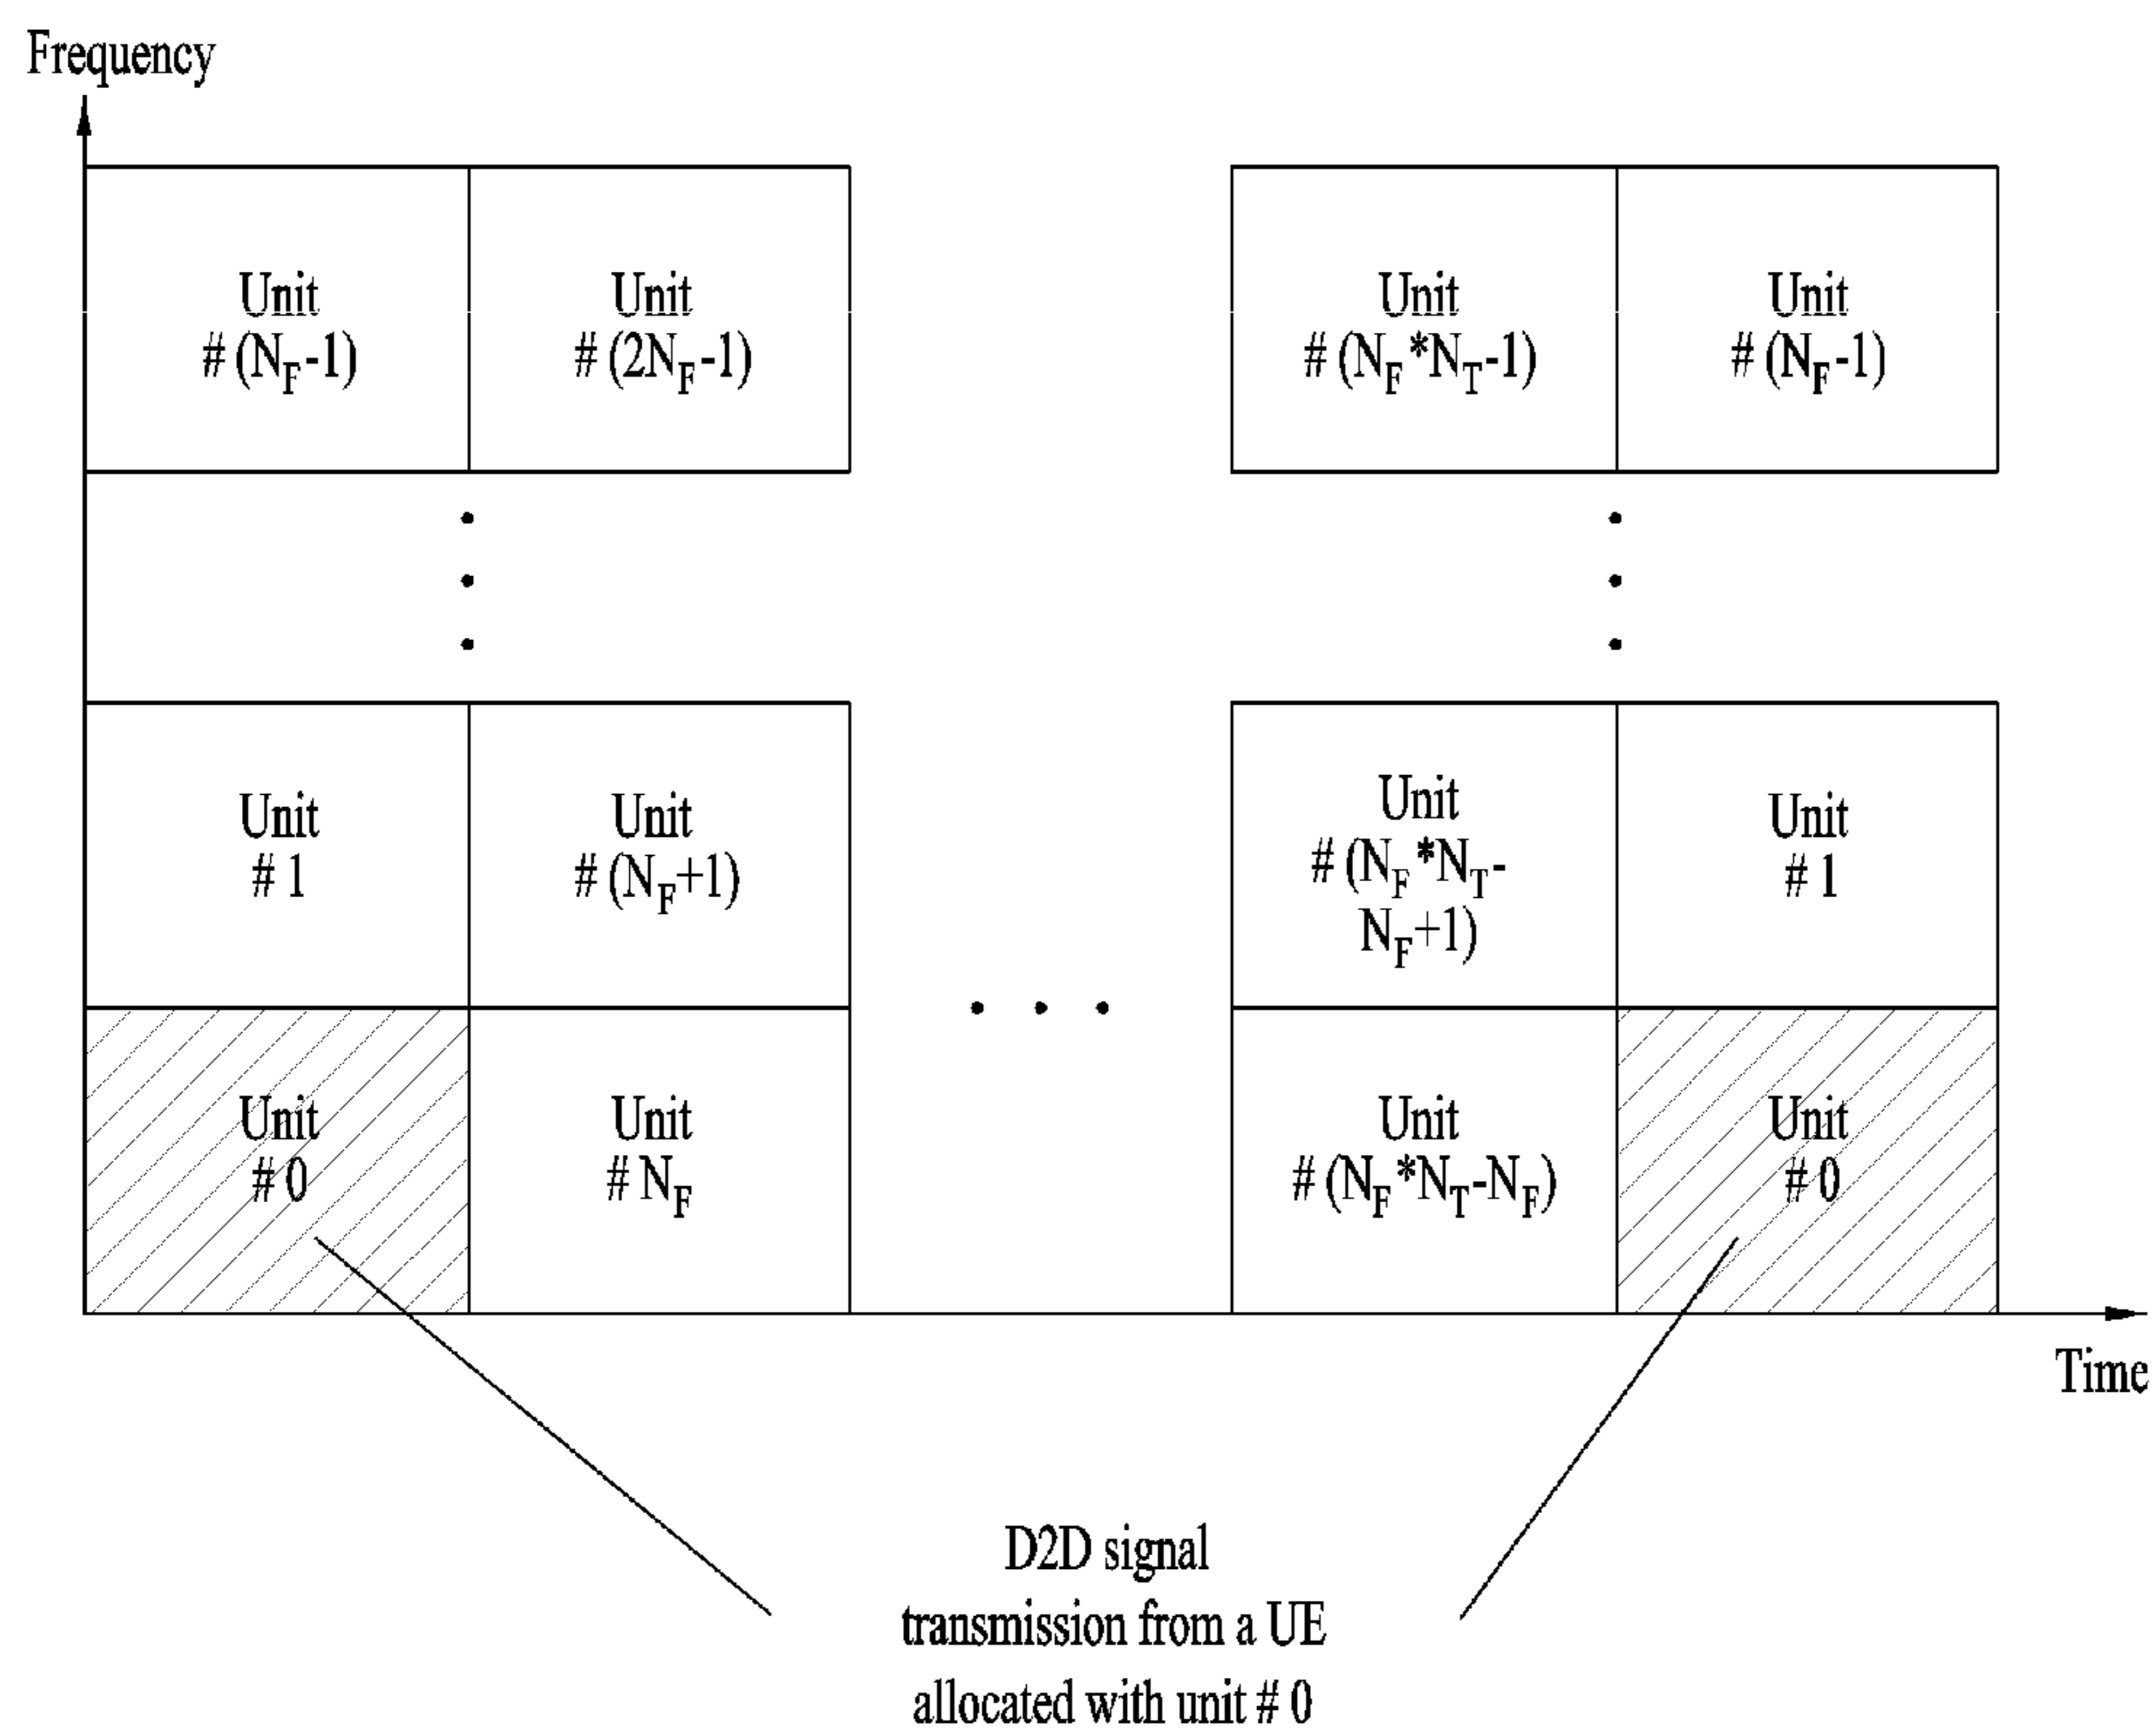 Frequency
Unit
# (N_F-1)
Unit
# (2N_F-1)
Unit
# (N_F*N_T-1)
Unit
# (N_F-1)
Unit
# 1
Unit
# (N_F+1)
Unit
# (N_F*N_T-
N_F+1)
Unit
# 1
Unit
# 0
Unit
# N_F
Unit
# (N_F*N_T-N_F)
Unit
# 0
Time
D2D signal
transmission from a UE
allocated with unit # 0